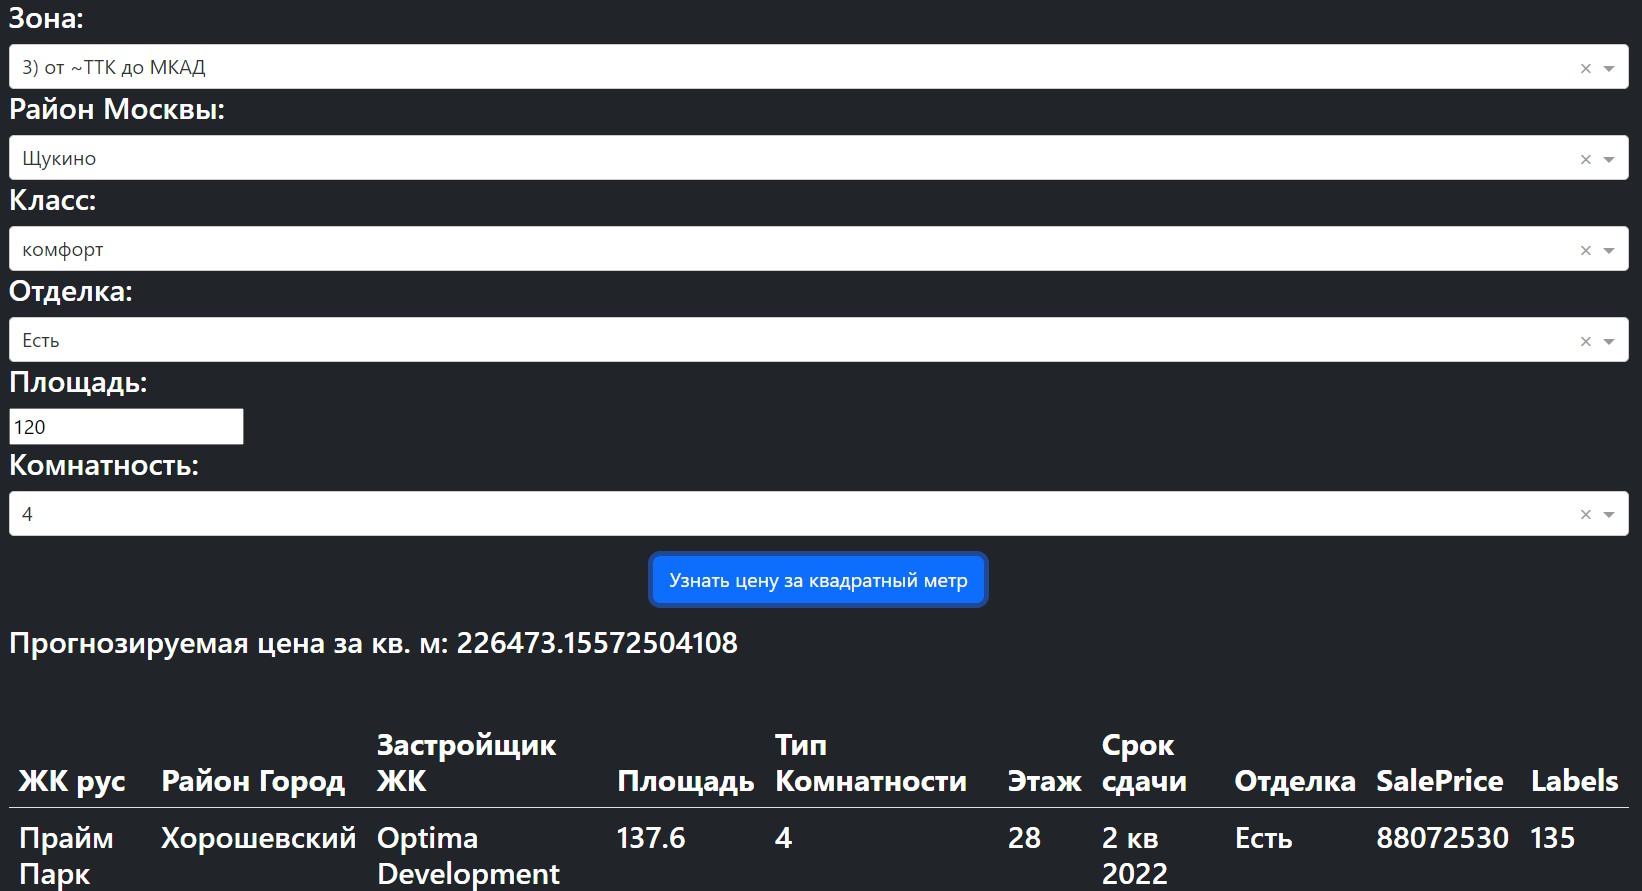 Зона:
3) от ~ТТК до МКАД
Район Москвы:
Щукино
Класс:
комфорт
Отделка:
Есть
Площадь:
120
Комнатность:
4
Узнать цену за квадратный метр
Прогнозируемая цена за кв. м: 226473.15572504108
ЖК рус Район Город Застройщик ЖК Площадь Тип Комнатности Этаж Срок сдачи Отделка SalePrice Labels
Прайм Парк Хорошевский Optima Development 137.6 4 28 2 кв 2022 Есть 88072530 135